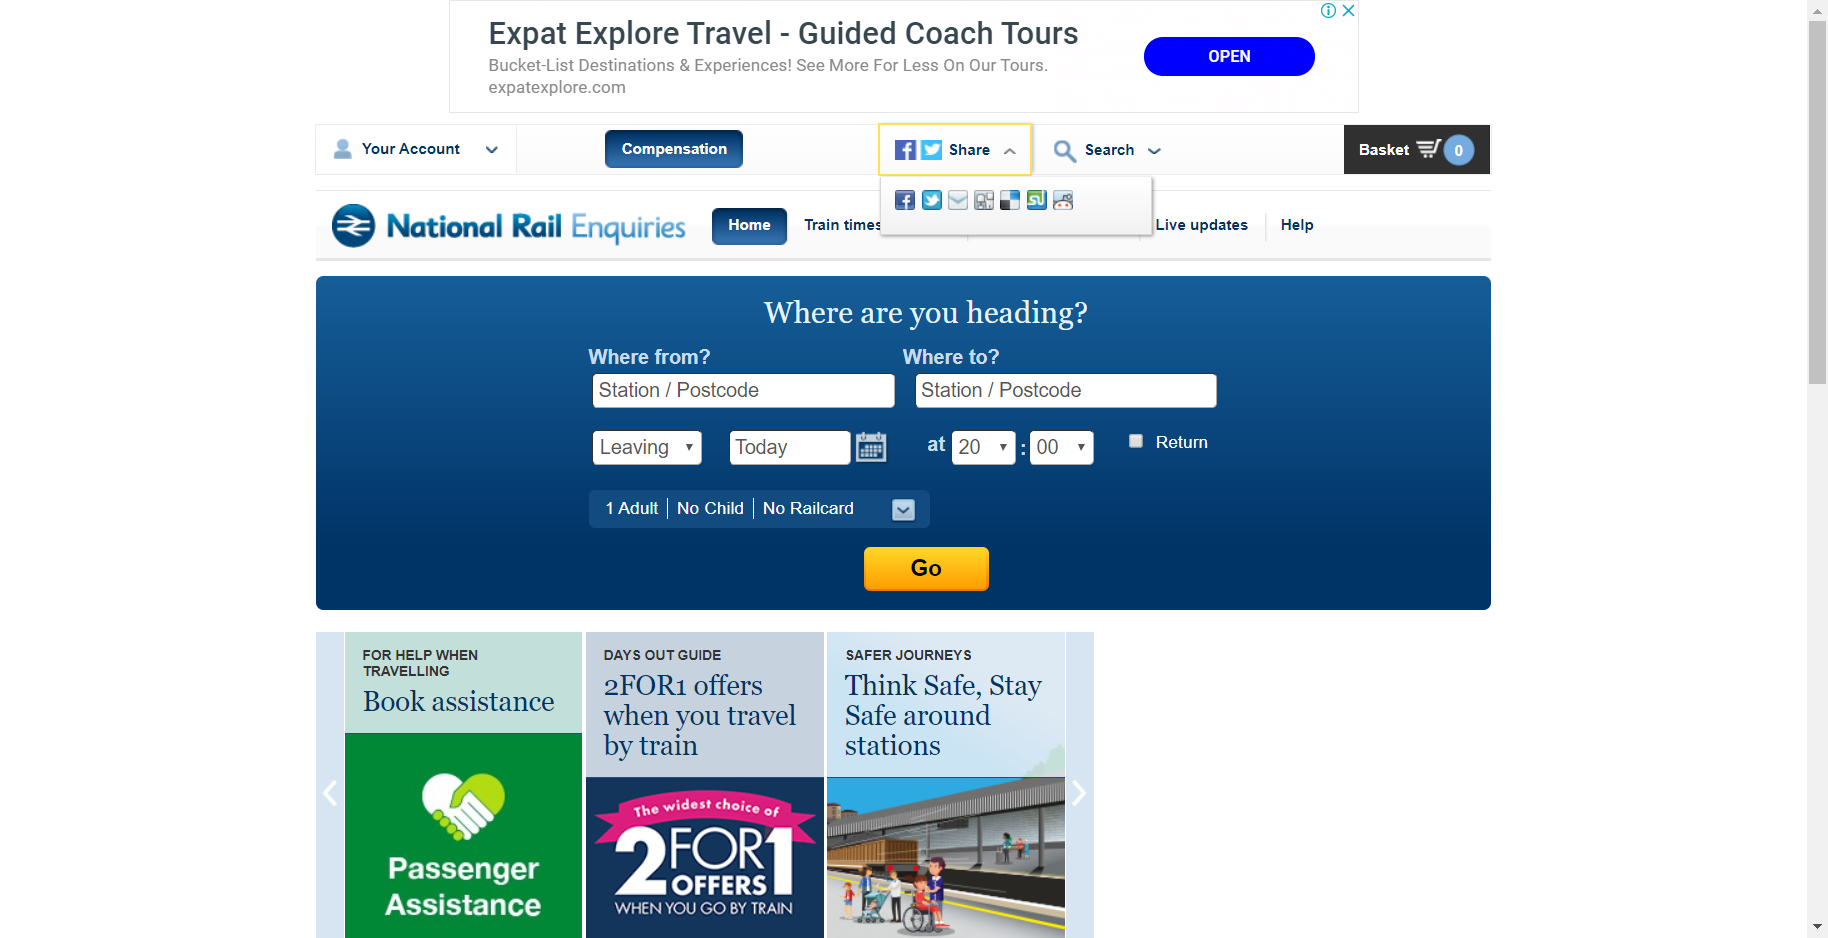 Expat Explore Travel - Guided Coach Tours
Bucket-List Destinations & Experiences! See More For Less On Our Tours.
expatexplore.com
OPEN
Your Account
Compensation
Share
Search
Basket
0
National Rail Enquiries
Home
Train times
Live updates
Help
Where are you heading?
Where from?
Where to?
Station / Postcode
Station / Postcode
Leaving
Today
at
20
:
00
Return
1 Adult
No Child
No Railcard
Go
FOR HELP WHEN
TRAVELLING
Book assistance
Passenger
Assistance
DAYS OUT GUIDE
2FOR1 offers
when you travel
by train
The widest choice of
2FOR1
OFFERS
WHEN YOU GO BY TRAIN
SAFER JOURNEYS
Think Safe, Stay
Safe around
stations